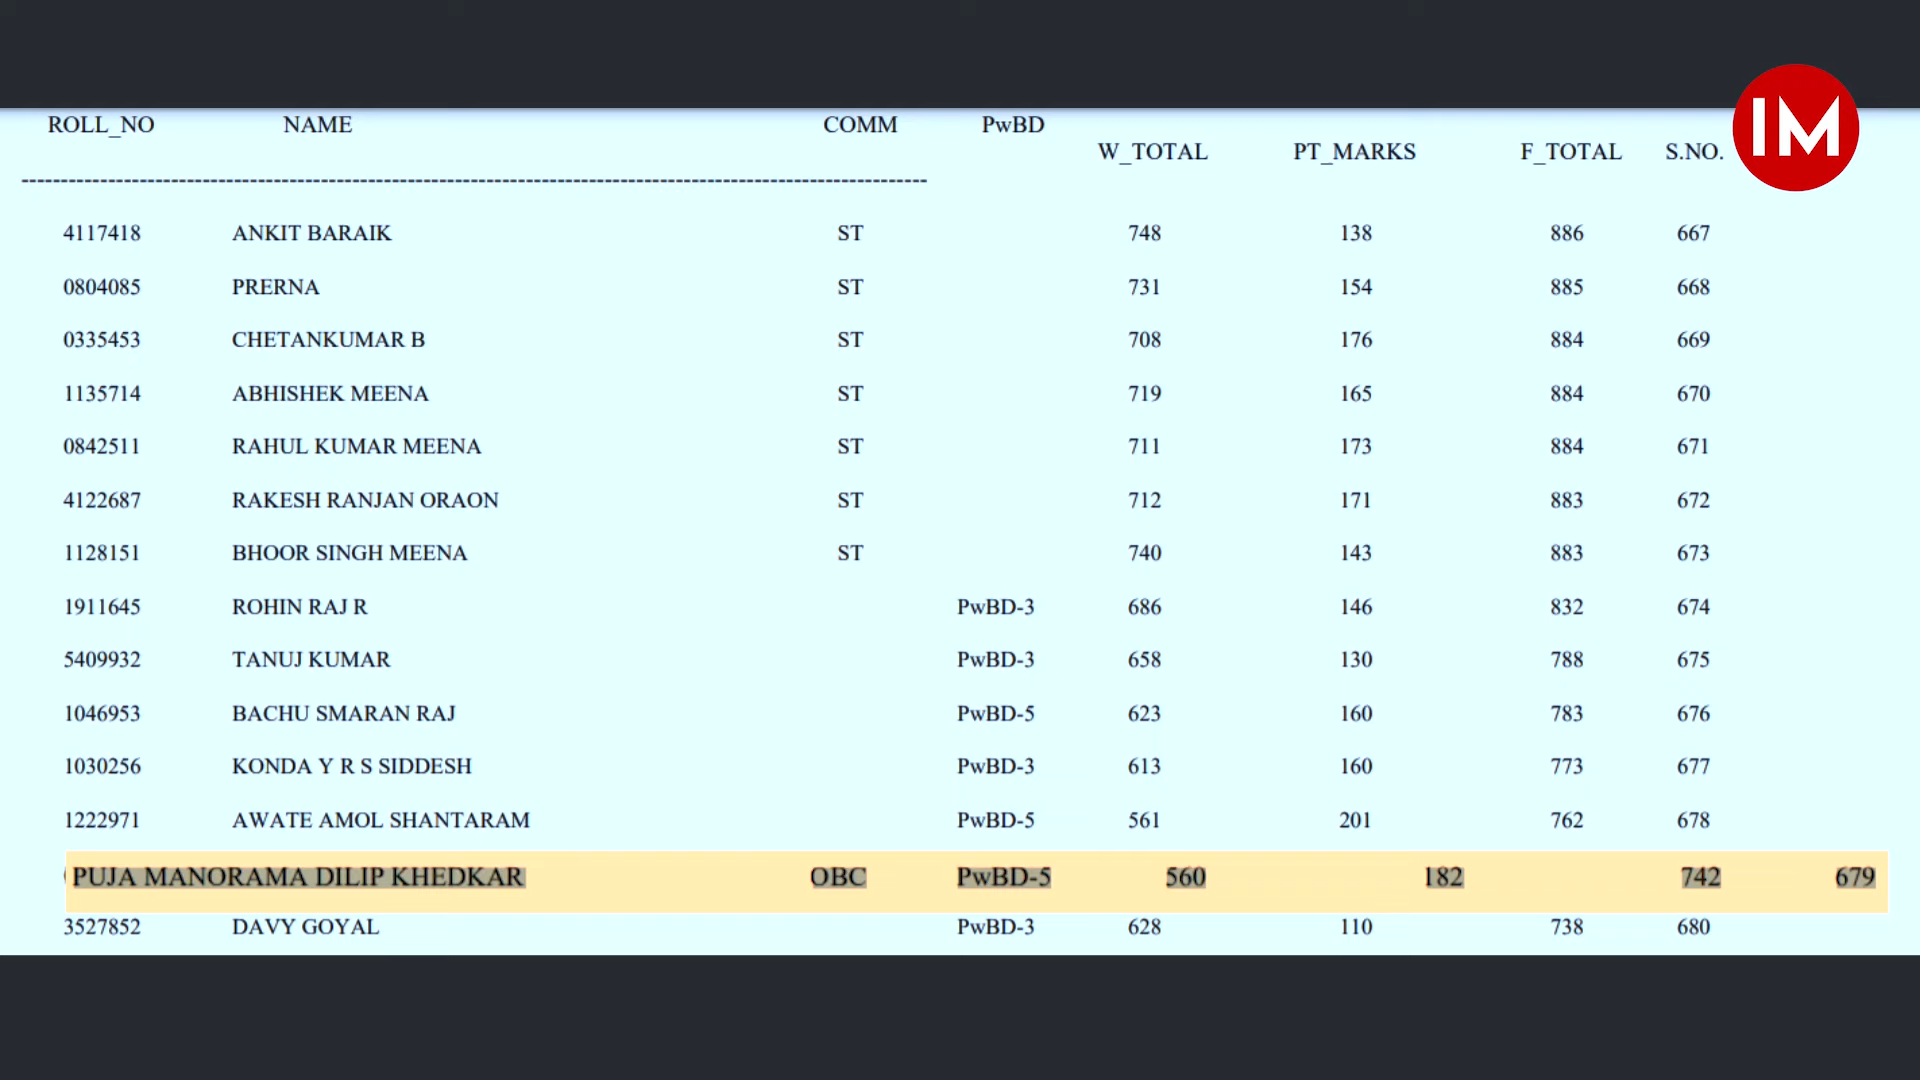 IM
ROLL_NO NAME COMM PwBD
W_TOTAL PT_MARKS F_TOTAL S.NO.
4117418 ANKIT BARAIK ST 748 138 886 667
0804085 PRERNA ST 731 154 885 668
0335453 CHETANKUMAR B ST 708 176 884 669
1135714 ABHISHEK MEENA ST 719 165 884 670
0842511 RAHUL KUMAR MEENA ST 711 173 884 671
4122687 RAKESH RANJAN ORAON ST 712 171 883 672
1128151 BHOOR SINGH MEENA ST 740 143 883 673
1911645 ROHIN RAJ R PwBD-3 686 146 832 674
5409932 TANUJ KUMAR PwBD-3 658 130 788 675
1046953 BACHU SMARAN RAJ PwBD-5 623 160 783 676
1030256 KONDA Y R S SIDDESH PwBD-3 613 160 773 677
1222971 AWATE AMOL SHANTARAM PwBD-5 561 201 762 678
PUJA MANORAMA DILIP KHEDKAR OBC PwBD-5 560 182 742 679
3527852 DAVY GOYAL PwBD-3 628 110 738 680